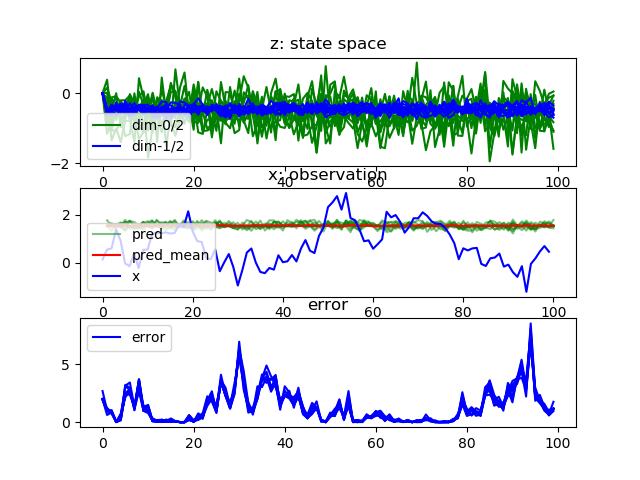 z: state space
0
−2
dim-0/2
dim-1/2
0 20 40 60 80 100
x: observation
2
0
pred
pred_mean
x
0 20 40 60 80 100
error
5
0
error
0 20 40 60 80 100